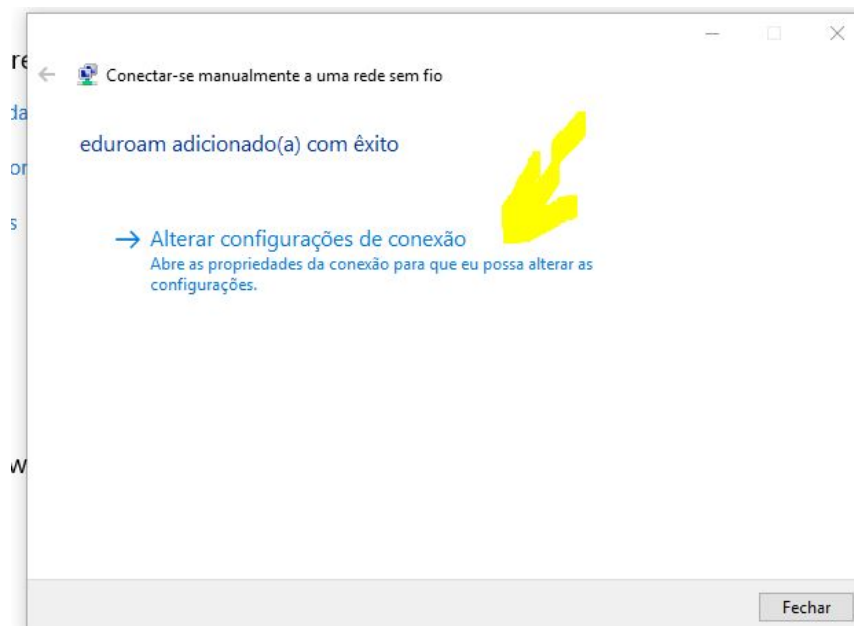 Conectar-se manualmente a uma rede sem fio
eduroam adicionado(a) com êxito
Alterar configurações de conexão
Abre as propriedades da conexão para que eu possa alterar as
configurações.
Fechar